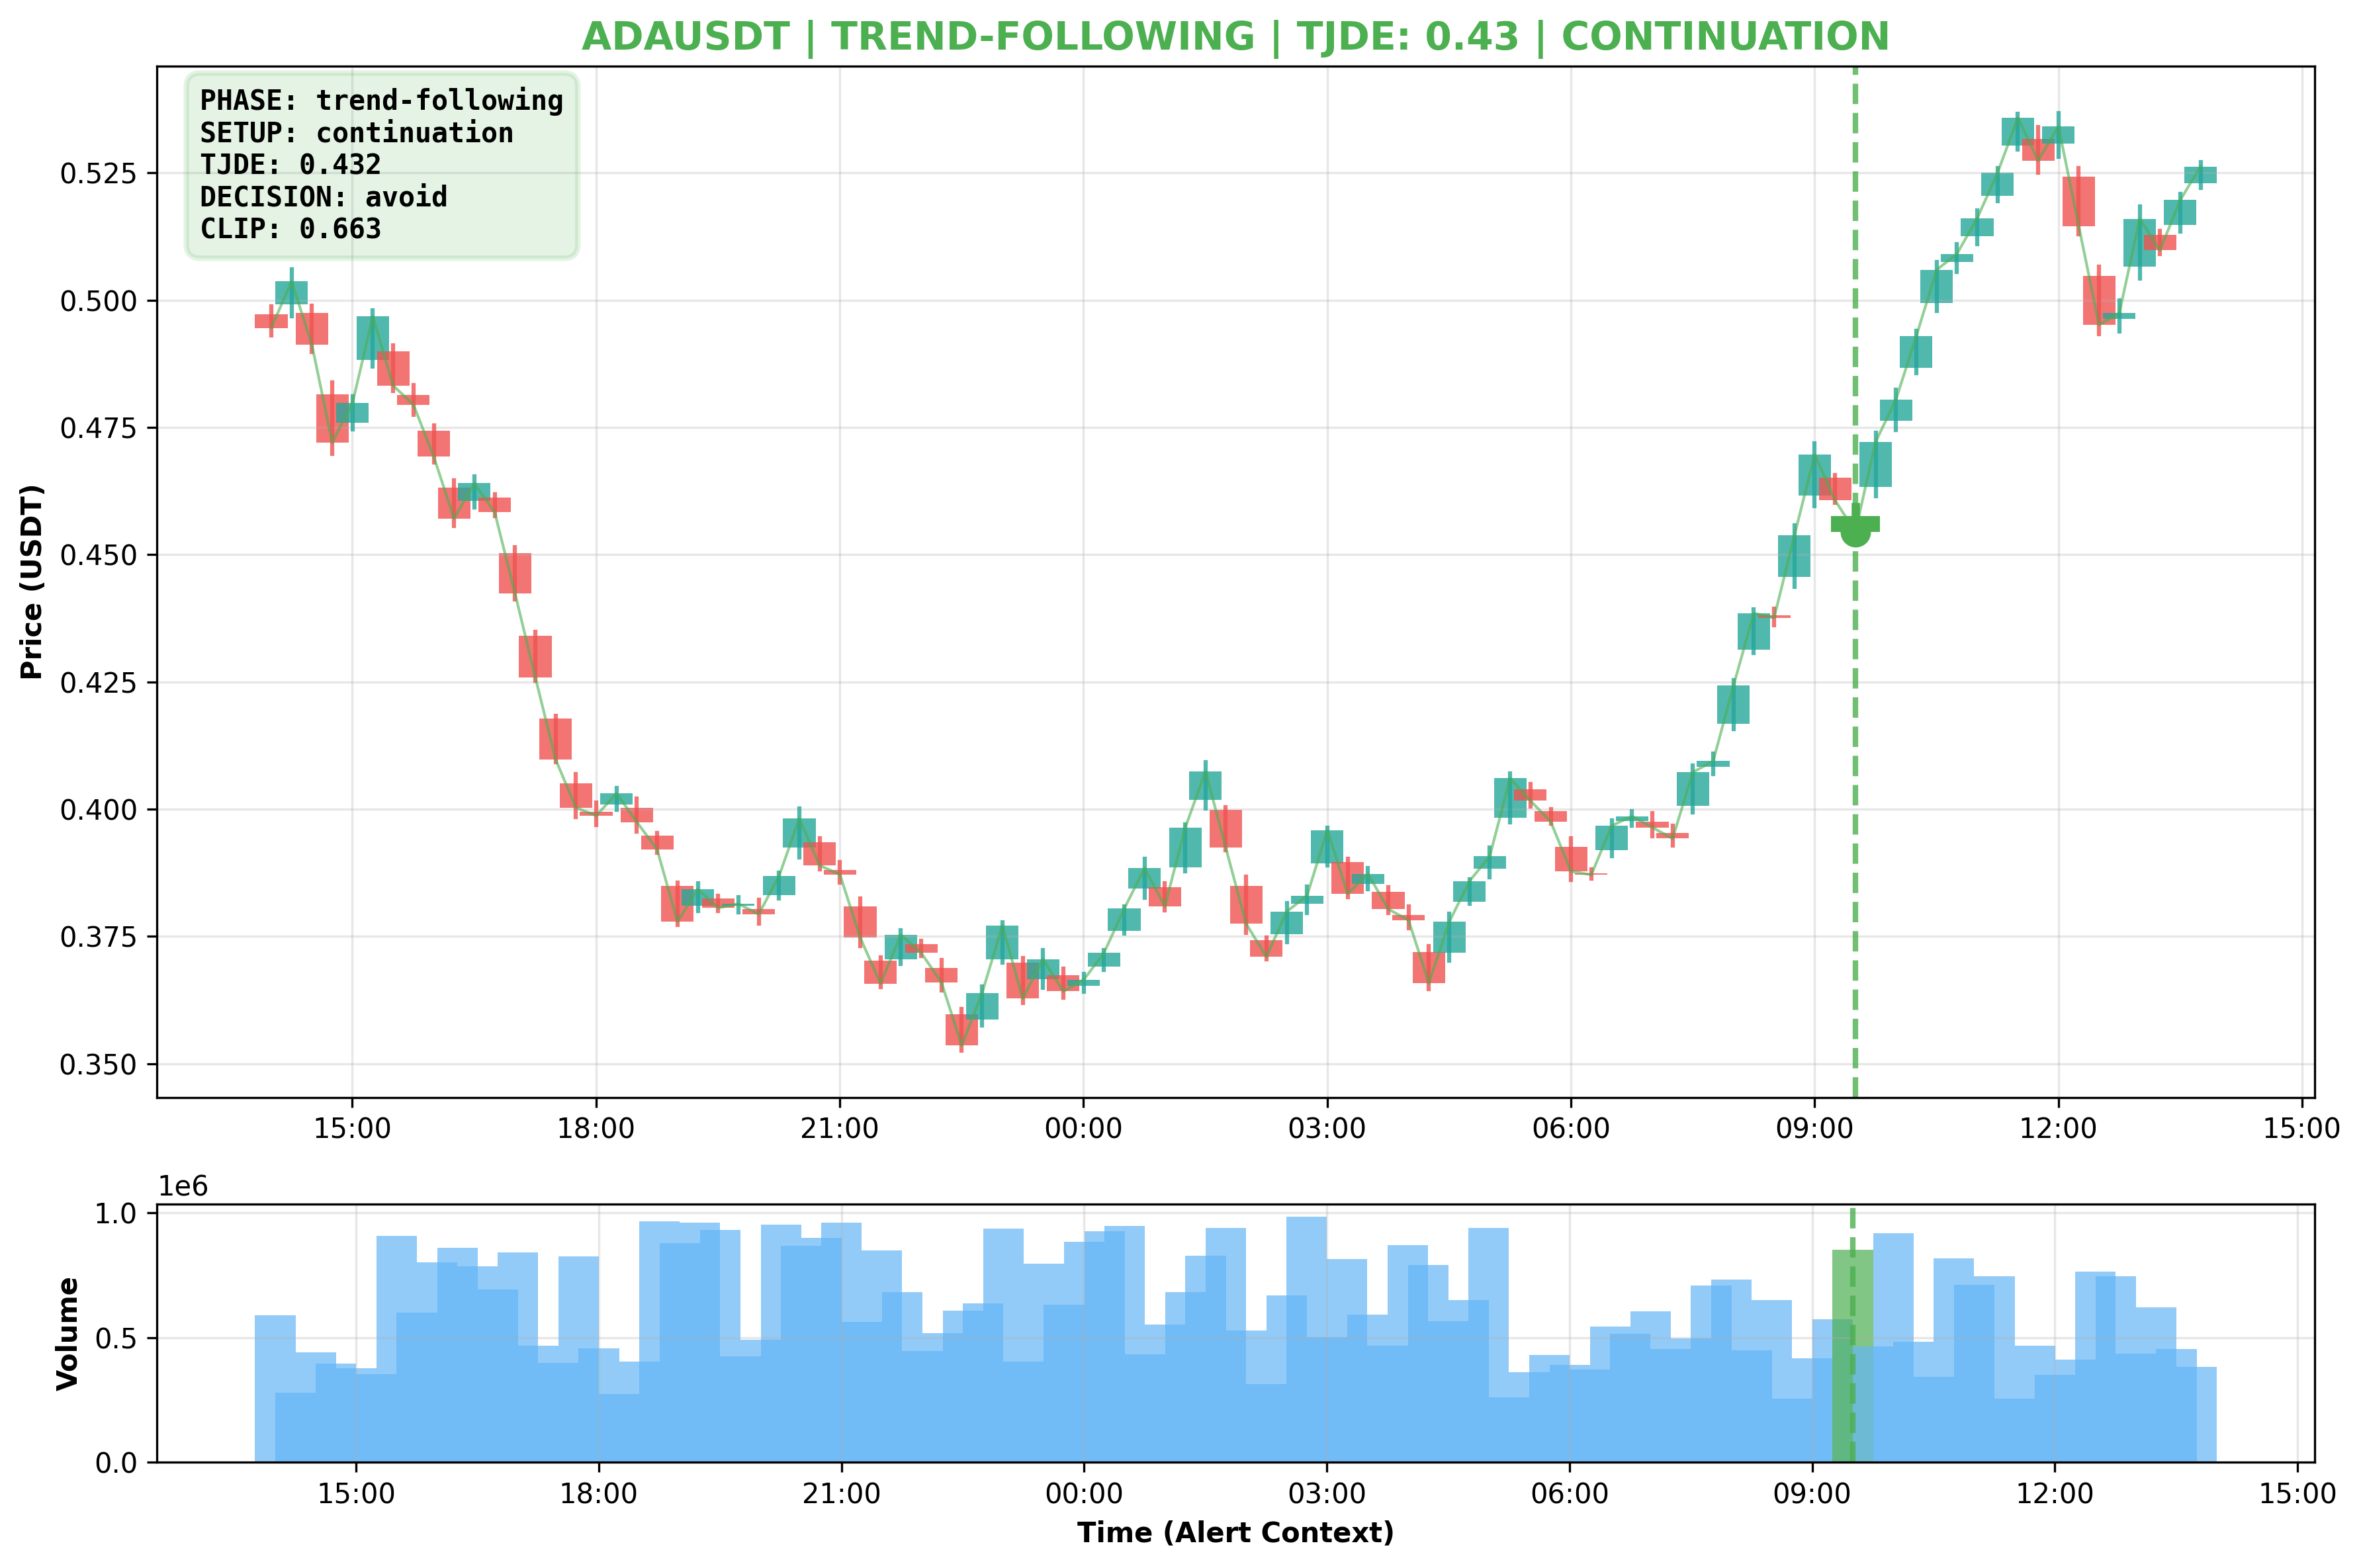 ADAUSDT | TREND-FOLLOWING | TJDE: 0.43 | CONTINUATION
PHASE: trend-following
SETUP: continuation
TJDE: 0.432
DECISION: avoid
CLIP: 0.663
Price (USDT)
0.525
0.500
0.475
0.450
0.425
0.400
0.375
0.350
15:00 18:00 21:00 00:00 03:00 06:00 09:00 12:00 15:00
1e6
Volume
1.0
0.5
0.0
15:00 18:00 21:00 00:00 03:00 06:00 09:00 12:00 15:00
Time (Alert Context)